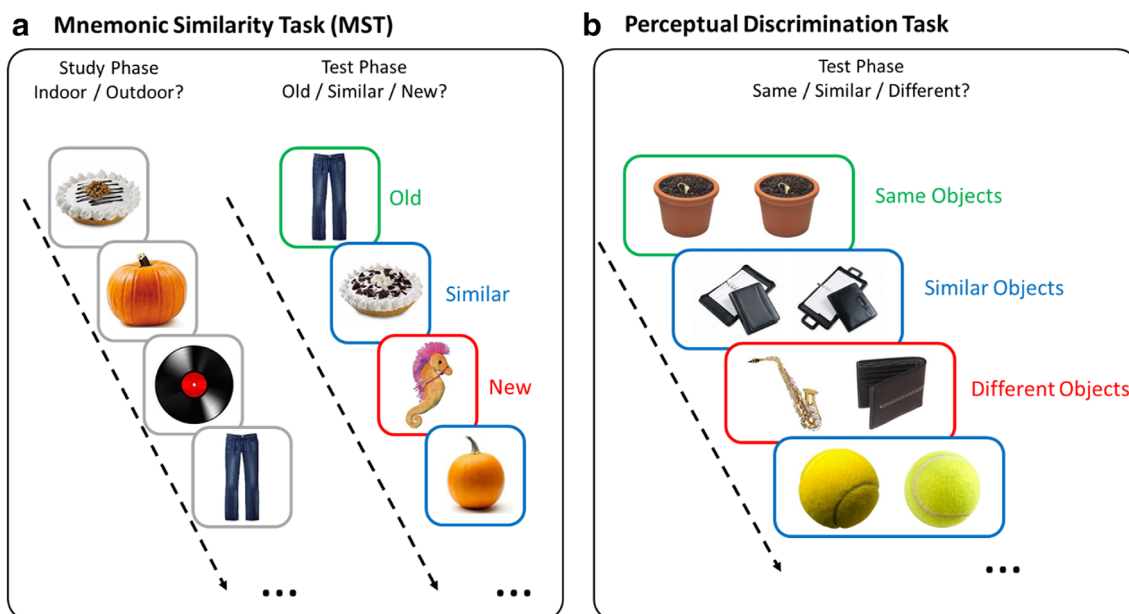 a Mnemonic Similarity Task (MST)
Study Phase
Indoor / Outdoor?
Test Phase
Old / Similar / New?
Old
Similar
New
...
...
b Perceptual Discrimination Task
Test Phase
Same / Similar / Different?
Same Objects
Similar Objects
Different Objects
...